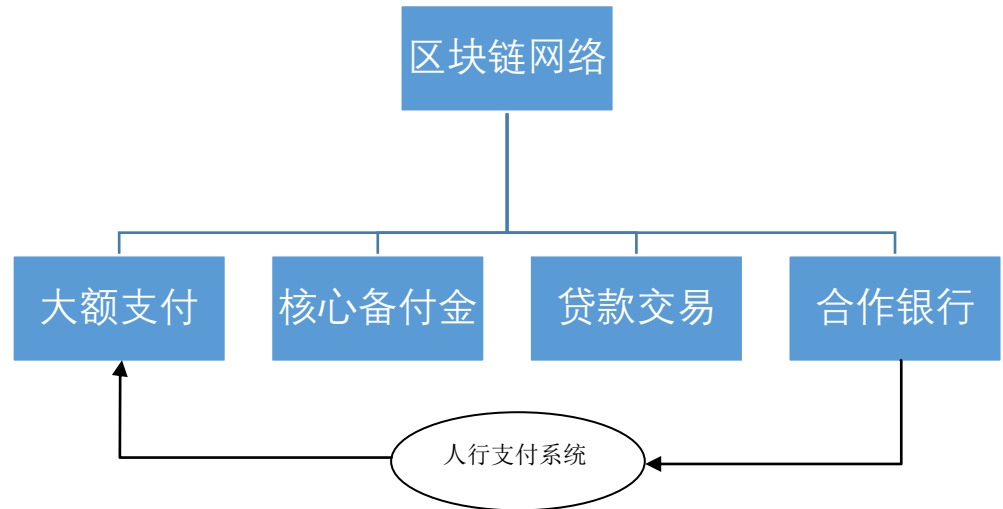 区块链网络
大额支付
核心备付金
贷款交易
合作银行
人行支付系统